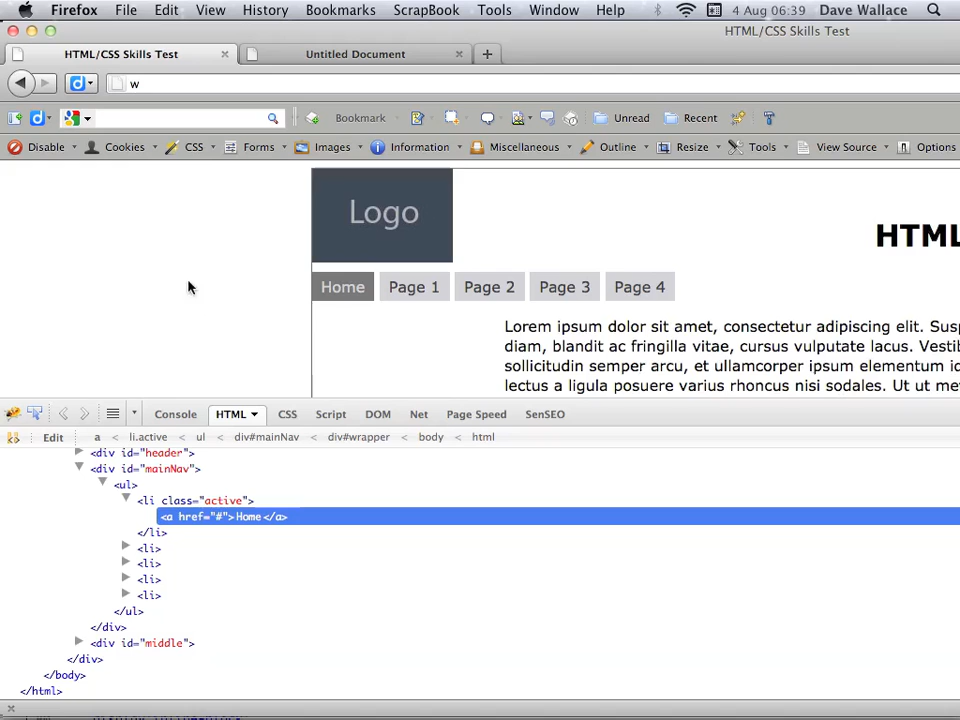 Firefox File Edit View History Bookmarks ScrapBook Tools Window Help 4 Aug 06:39 Dave Wallace
HTML/CSS Skills Test
HTML/CSS Skills Test Untitled Document
w
Bookmark Unread Recent
Disable Cookies CSS Forms Images Information Miscellaneous Outline Resize Tools View Source Options
Logo
HTML
Home Page 1 Page 2 Page 3 Page 4
Lorem ipsum dolor sit amet, consectetur adipiscing elit. Sus
diam, blandit ac fringilla vitae, cursus vulputate lacus. Vestib
sollicitudin semper arcu, et ullamcorper ipsum elementum id
lectus a ligula posuere varius rhoncus nisi sodales. Ut ut me
Console HTML CSS Script DOM Net Page Speed SenSEO
Edit a < li.active < ul < div#mainNav < div#wrapper < body < html
<div id="header">
<div id="mainNav">
<ul>
<li class="active">
<a href="#">Home</a>
</li>
<li>
<li>
<li>
<li>
</ul>
</div>
<div id="middle">
</div>
</body>
</html>